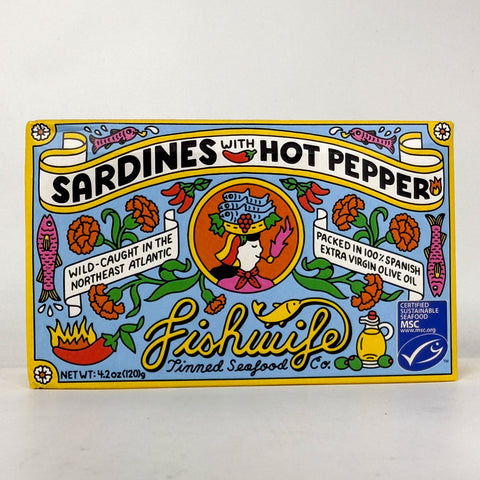 SARDINES WITH HOT PEPPER
WILD-CAUGHT IN THE
NORTHEAST ATLANTIC
PACKED IN 100% SPANISH
EXTRA VIRGIN OLIVE OIL
Fishwife
Tinned Seafood Co.
NET WT: 4.2 oz (120)g
CERTIFIED
SUSTAINABLE
SEAFOOD
MSC
www.msc.org
TM